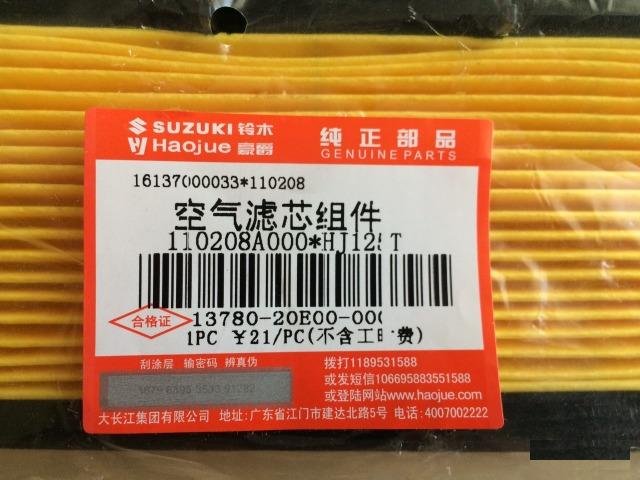 SUZUKI 铃木
Haojue 豪爵
纯正部品
GENUINE PARTS
16137000033*110208
空气滤芯组件
110208A000*HJ125T
13780-20E00-000
合格证
1PC ¥21/PC(不含工时费)
刮涂层 输密码 辨真伪
拨打1189531588
或发短信106695883551588
或登陆网站www.haojue.com
大长江集团有限公司 地址:广东省江门市建达北路5号 电话:4007002222